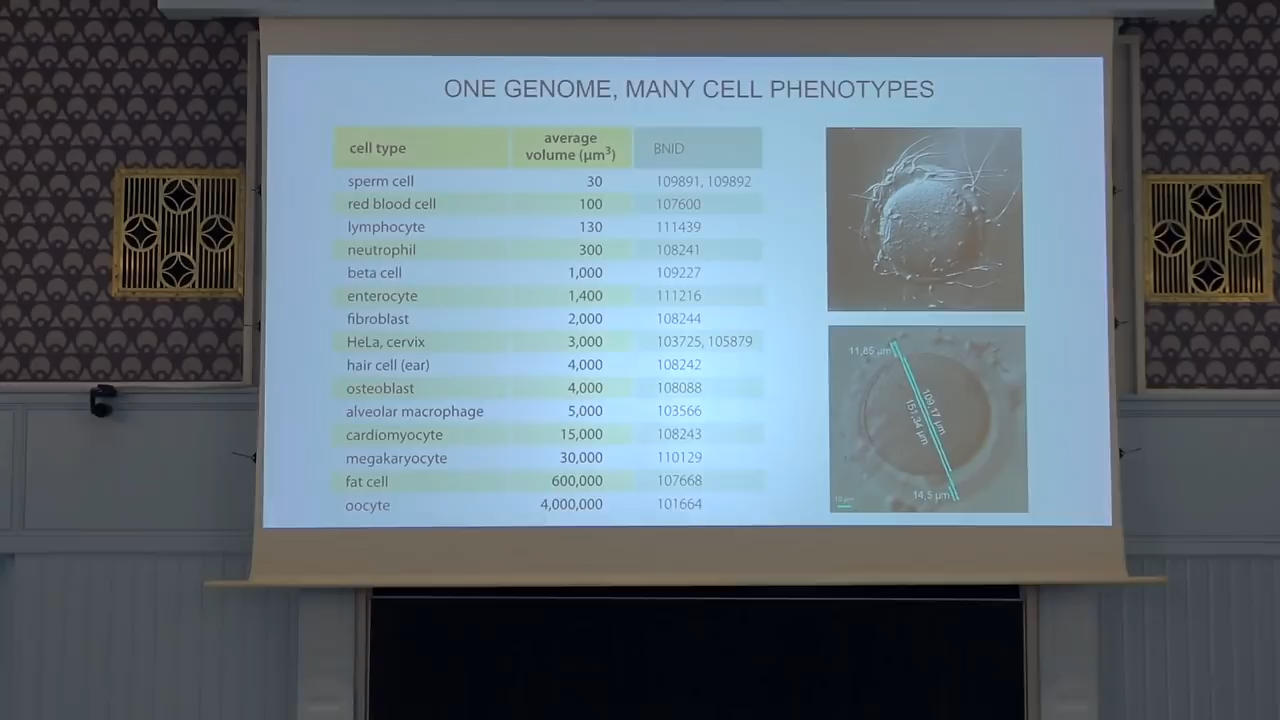 ONE GENOME, MANY CELL PHENOTYPES
cell type average volume (µm³) BNID
sperm cell 30 109891, 109892
red blood cell 100 107600
lymphocyte 130 111439
neutrophil 300 108241
beta cell 1,000 109227
enterocyte 1,400 111216
fibroblast 2,000 108244
HeLa, cervix 3,000 103725, 105879
hair cell (ear) 4,000 108242
osteoblast 4,000 108088
alveolar macrophage 5,000 103566
cardiomyocyte 15,000 108243
megakaryocyte 30,000 110129
fat cell 600,000 107668
oocyte 4,000,000 101664
11,85 µm
109,17 µm
151,34 µm
14,5 µm
10 µm